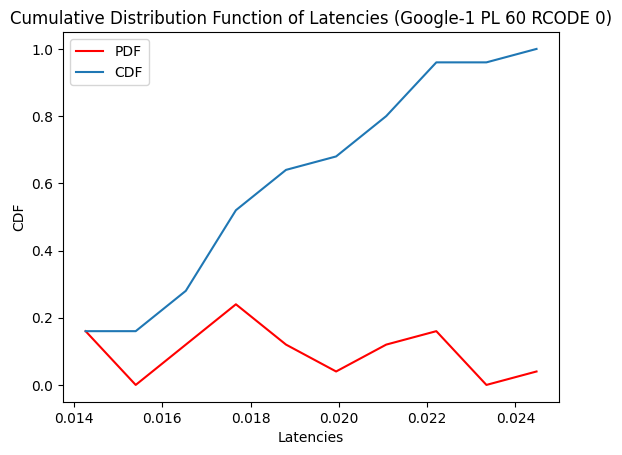 Cumulative Distribution Function of Latencies (Google-1 PL 60 RCODE 0)
PDF
CDF
1.0
0.8
0.6
0.4
0.2
0.0
CDF
0.014 0.016 0.018 0.020 0.022 0.024
Latencies